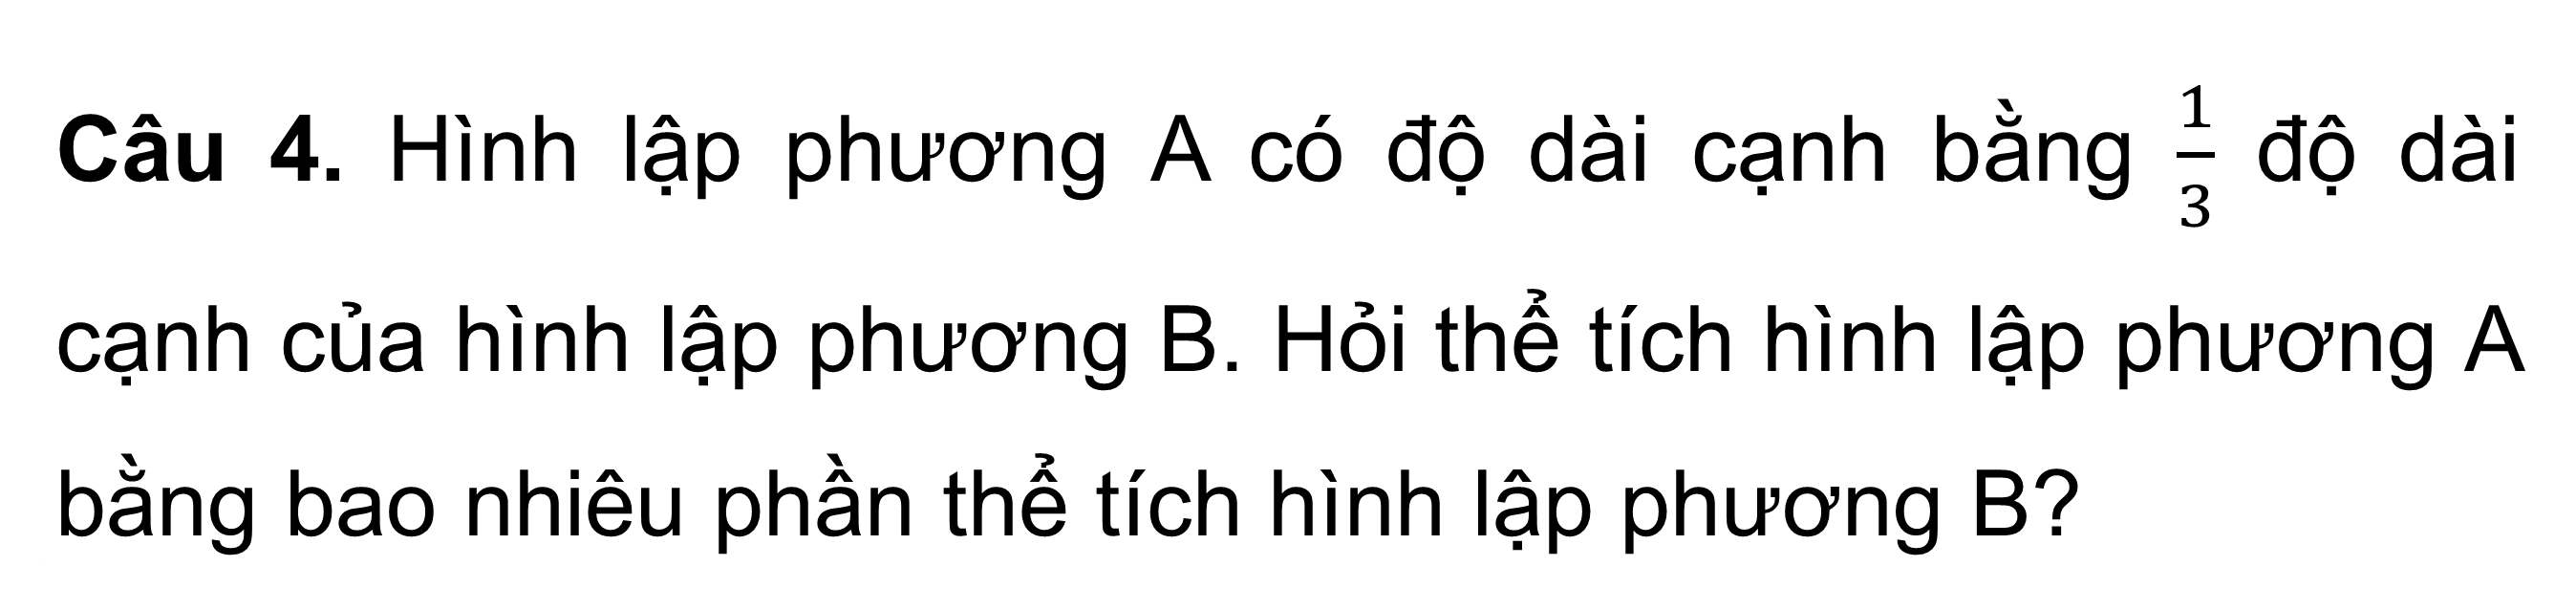 Câu 4. Hình lập phương A có độ dài cạnh bằng 1/3 độ dài
cạnh của hình lập phương B. Hỏi thể tích hình lập phương A
bằng bao nhiêu phần thể tích hình lập phương B?